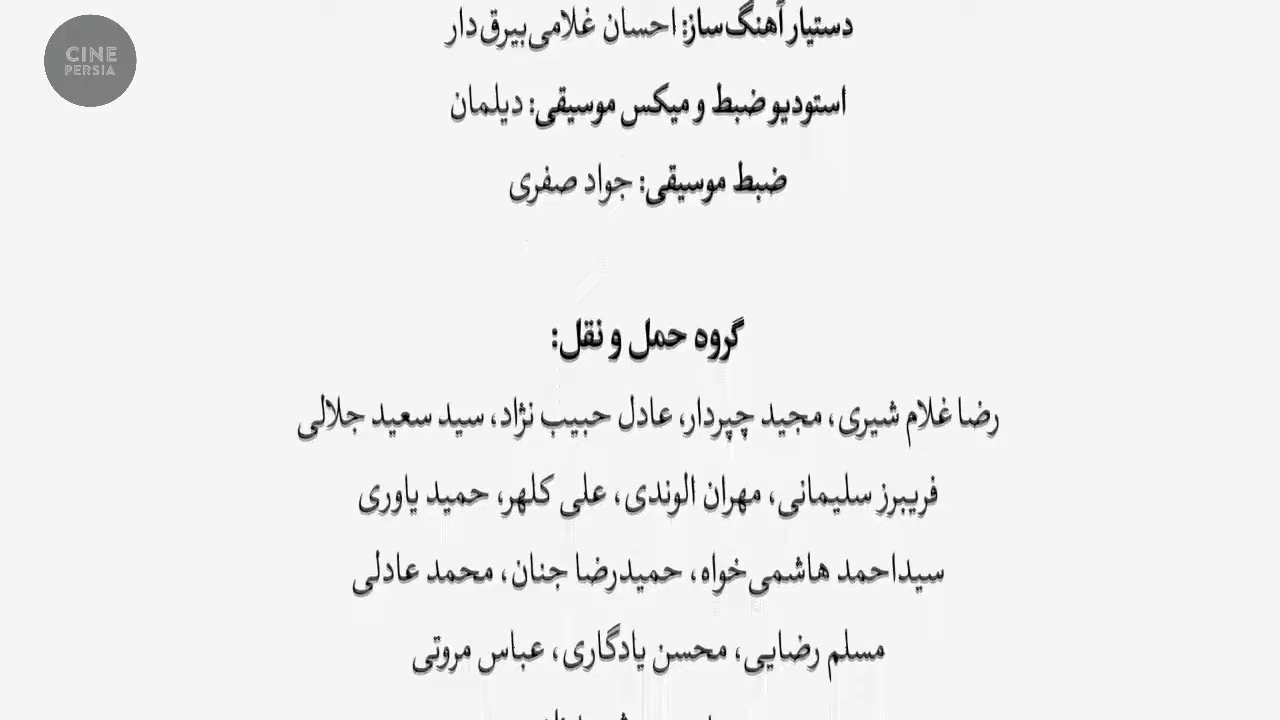 CINE
PERSIA
دستیار آهنگ‌ساز: احسان غلامی‌بیرق‌دار
استودیو ضبط و میکس موسیقی: دیلمان
ضبط موسیقی: جواد صفری
گروه حمل و نقل:
رضا غلام شیری، مجید چپردار، عادل حبیب نژاد، سید سعید جلالی
فریبرز سلیمانی، مهران الوندی، علی کلهر، حمید یاوری
سیداحمد هاشمی‌خواه، حمیدرضا جنان، محمد عادلی
مسلم رضایی، محسن یادگاری، عباس مروتی